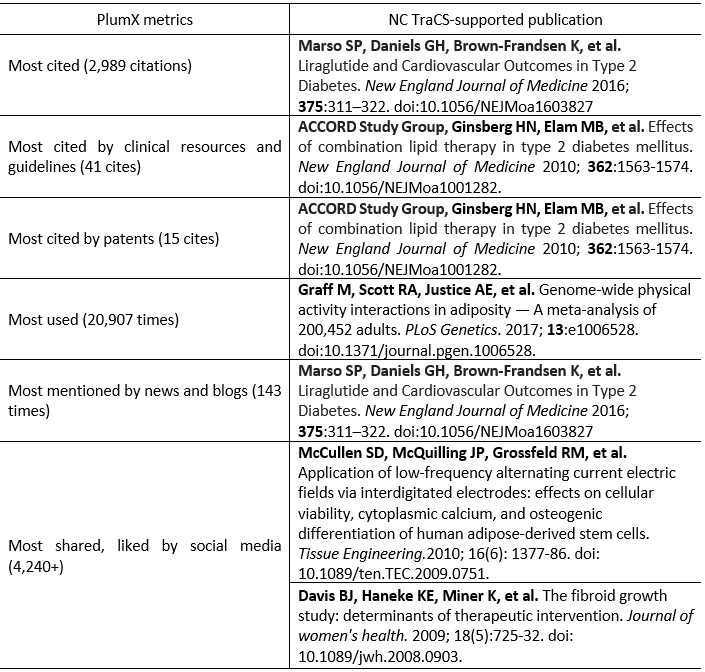 PlumX metrics
NC TraCS-supported publication
Most cited (2,989 citations)
Marso SP, Daniels GH, Brown-Frandsen K, et al.
Liraglutide and Cardiovascular Outcomes in Type 2
Diabetes. New England Journal of Medicine 2016;
375:311–322. doi:10.1056/NEJMoa1603827
Most cited by clinical resources and
guidelines (41 cites)
ACCORD Study Group, Ginsberg HN, Elam MB, et al. Effects
of combination lipid therapy in type 2 diabetes mellitus.
New England Journal of Medicine 2010; 362:1563-1574.
doi:10.1056/NEJMoa1001282.
Most cited by patents (15 cites)
ACCORD Study Group, Ginsberg HN, Elam MB, et al. Effects
of combination lipid therapy in type 2 diabetes mellitus.
New England Journal of Medicine 2010; 362:1563-1574.
doi:10.1056/NEJMoa1001282.
Most used (20,907 times)
Graff M, Scott RA, Justice AE, et al. Genome-wide physical
activity interactions in adiposity — A meta-analysis of
200,452 adults. PLoS Genetics. 2017; 13:e1006528.
doi:10.1371/journal.pgen.1006528.
Most mentioned by news and blogs (143
times)
Marso SP, Daniels GH, Brown-Frandsen K, et al.
Liraglutide and Cardiovascular Outcomes in Type 2
Diabetes. New England Journal of Medicine 2016;
375:311–322. doi:10.1056/NEJMoa1603827
Most shared, liked by social media
(4,240+)
McCullen SD, McQuilling JP, Grossfeld RM, et al.
Application of low-frequency alternating current electric
fields via interdigitated electrodes: effects on cellular
viability, cytoplasmic calcium, and osteogenic
differentiation of human adipose-derived stem cells.
Tissue Engineering.2010; 16(6): 1377-86. doi:
10.1089/ten.TEC.2009.0751.
Davis BJ, Haneke KE, Miner K, et al. The fibroid growth
study: determinants of therapeutic intervention. Journal of
women's health. 2009; 18(5):725-32. doi:
10.1089/jwh.2008.0903.